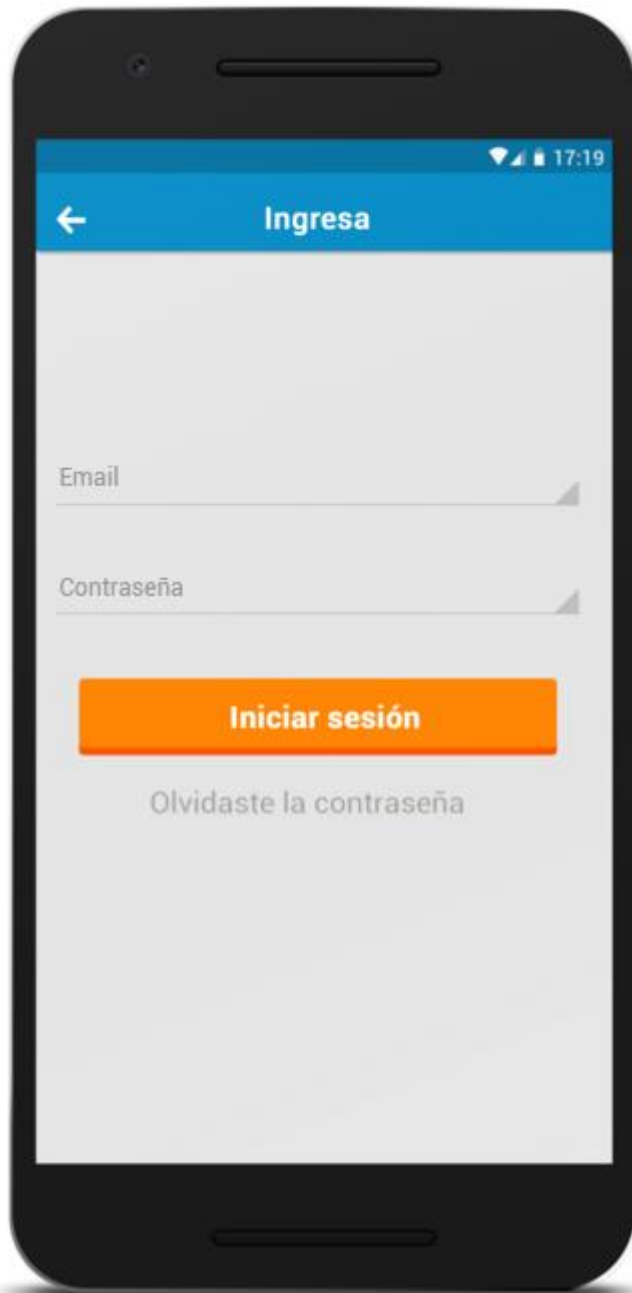 17:19
Ingresa
Email
Contraseña
Iniciar sesión
Olvidaste la contraseña